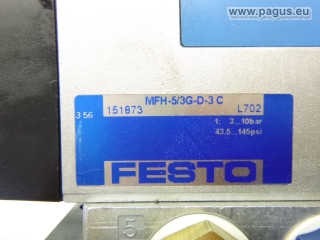 © www.pagus.eu
MFH-5/3G-D-3 C
3 56 151873 L702
1: 3...10bar
43,5...145psi
FESTO
5